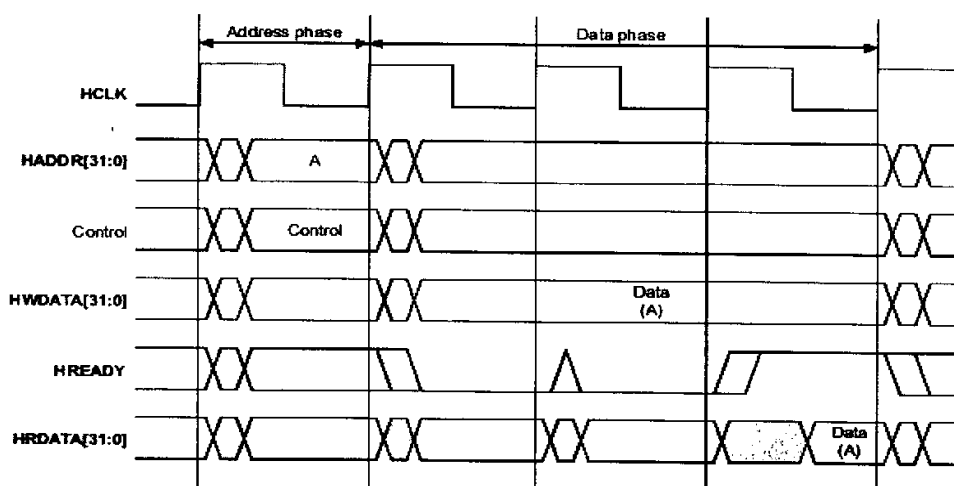 Address phase
Data phase
HCLK
HADDR[31:0]
A
Control
Control
HWDATA[31:0]
Data
(A)
HREADY
HRDATA[31:0]
Data
(A)